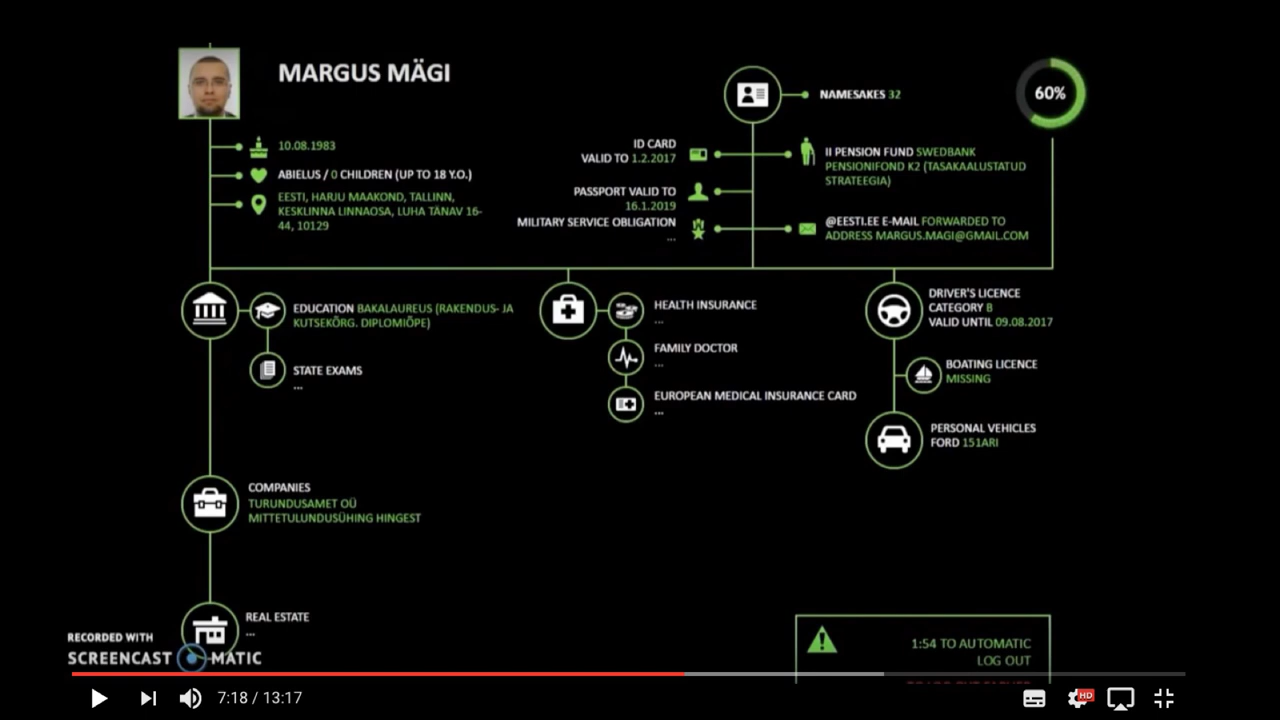 MARGUS MÄGI
10.08.1983
ABIELUS / 0 CHILDREN (UP TO 18 Y.O.)
EESTI, HARJU MAAKOND, TALLINN,
KESKLINNA LINNAOSA, LUHA TÄNAV 16-
44, 10129
NAMESAKES 32
60%
ID CARD
VALID TO 1.2.2017
PASSPORT VALID TO
16.1.2019
MILITARY SERVICE OBLIGATION
...
II PENSION FUND SWEDBANK
PENSIONIFOND K2 (TASAKAALUSTATUD
STRATEEGIA)
@EESTI.EE E-MAIL FORWARDED TO
ADDRESS MARGUS.MAGI@GMAIL.COM
EDUCATION BAKALAUREUS (RAKENDUS- JA
KUTSEKÕRG. DIPLOMIÕPE)
STATE EXAMS
...
HEALTH INSURANCE
...
FAMILY DOCTOR
...
EUROPEAN MEDICAL INSURANCE CARD
...
DRIVER'S LICENCE
CATEGORY B
VALID UNTIL 09.08.2017
BOATING LICENCE
MISSING
PERSONAL VEHICLES
FORD 151ARI
COMPANIES
TURUNDUSAMET OÜ
MITTETULUNDUSÜHING HINGEST
REAL ESTATE
...
1:54 TO AUTOMATIC
LOG OUT
RECORDED WITH
SCREENCAST MATIC
7:18 / 13:17
HD